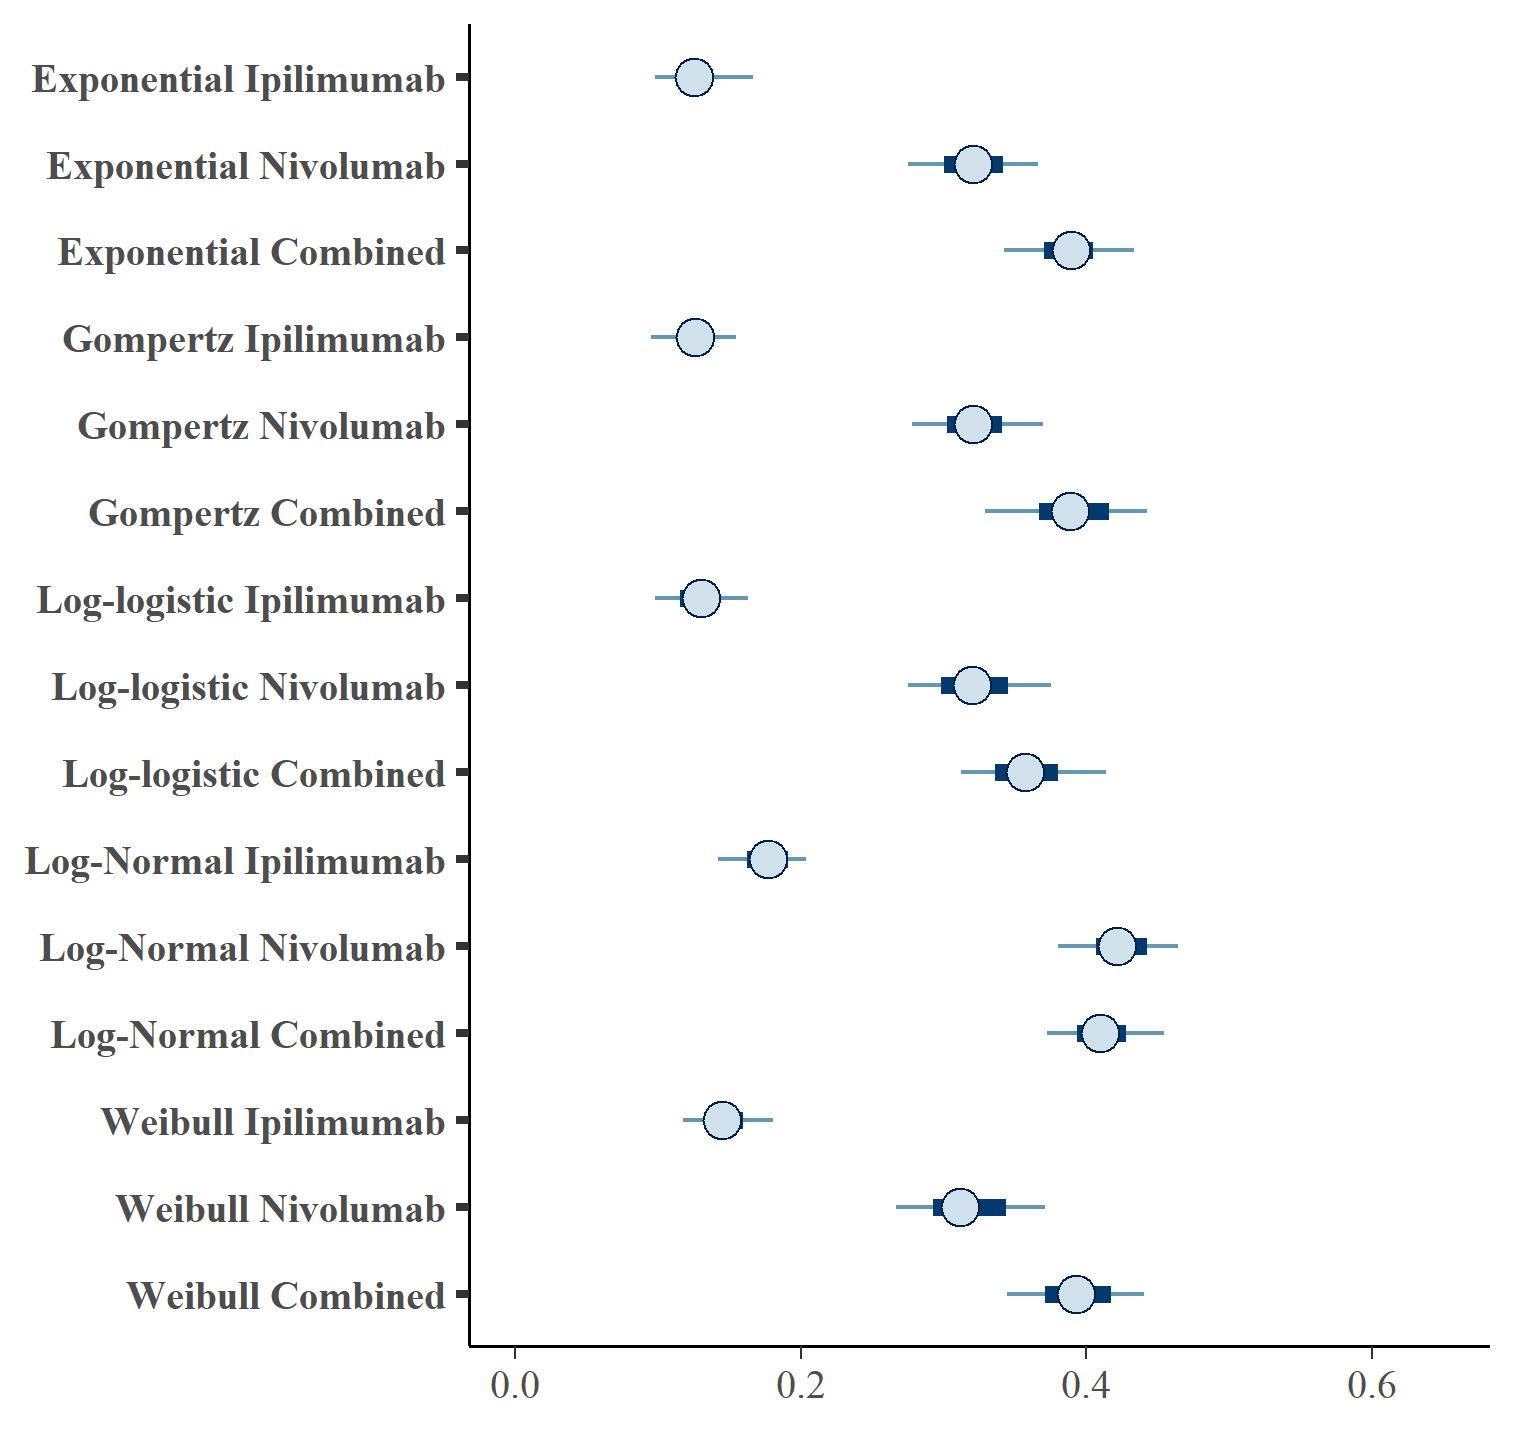 Exponential Ipilimumab
Exponential Nivolumab
Exponential Combined
Gompertz Ipilimumab
Gompertz Nivolumab
Gompertz Combined
Log-logistic Ipilimumab
Log-logistic Nivolumab
Log-logistic Combined
Log-Normal Ipilimumab
Log-Normal Nivolumab
Log-Normal Combined
Weibull Ipilimumab
Weibull Nivolumab
Weibull Combined
0.0 0.2 0.4 0.6